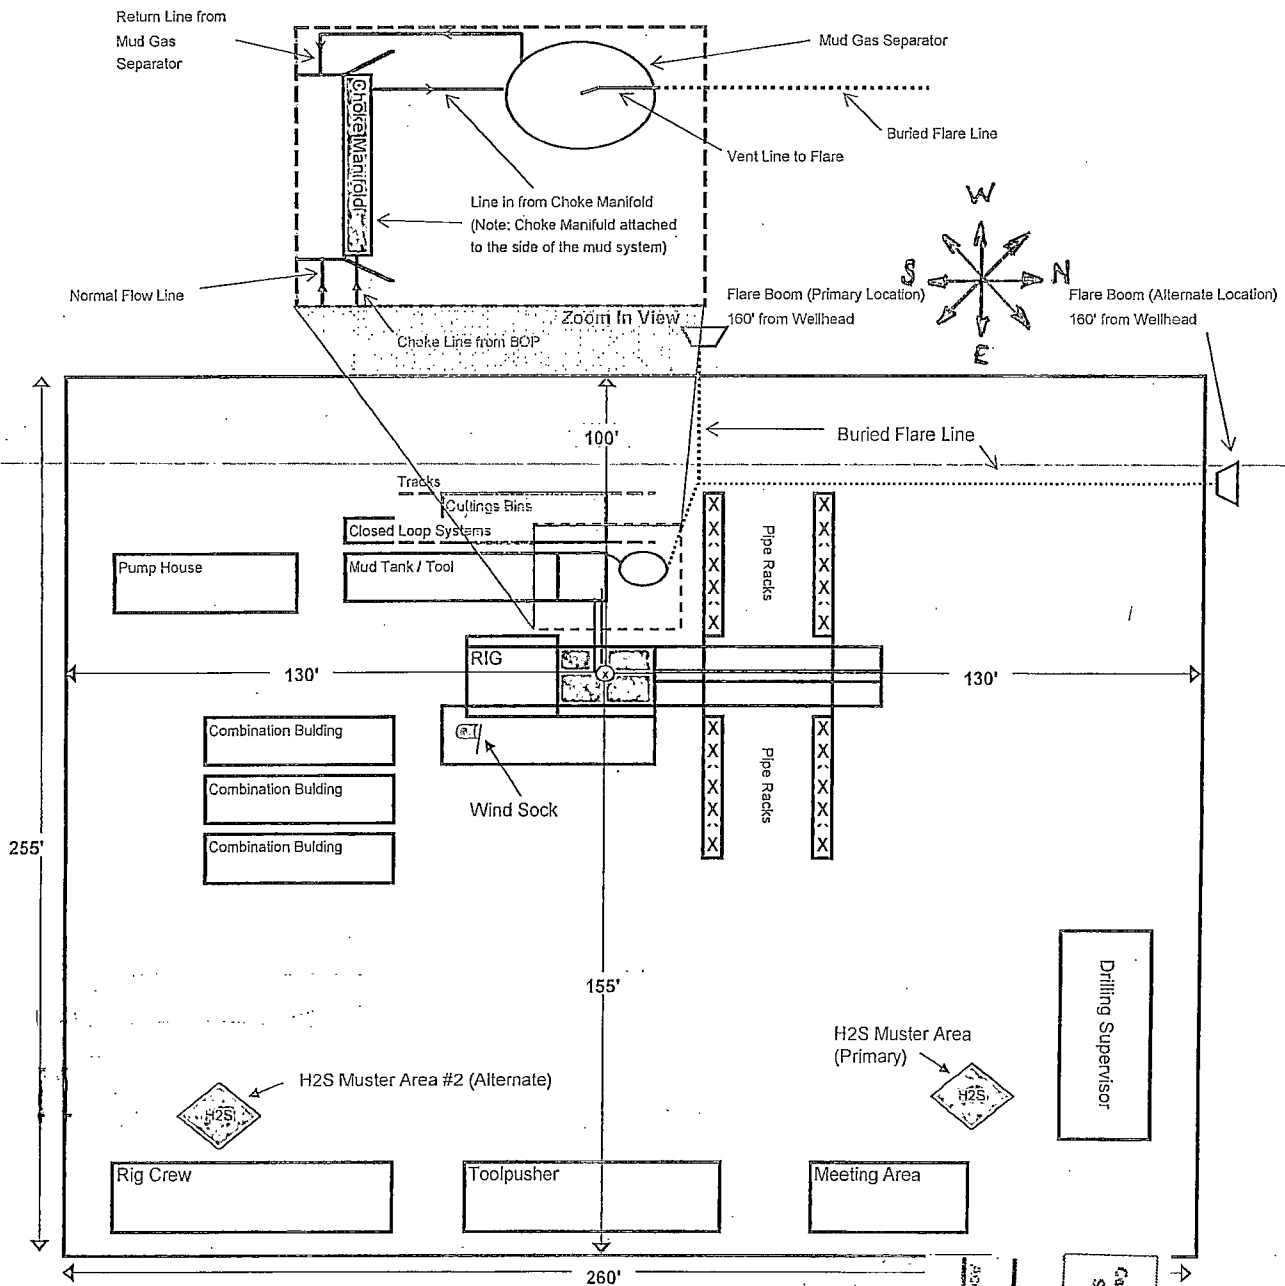 Return Line from
Mud Gas
Separator
Mud Gas Separator
Choke Manifold
Buried Flare Line
Vent Line to Flare
W
Line in from Choke Manifold
(Note: Choke Manifuld attached
to the side of the mud system)
S
N
Normal Flow Line
Flare Boom (Primary Location)
160' from Wellhead
Flare Boom (Alternate Location)
160' from Wellhead
Zoom In View
Choke Line from BOP
E
100'
Buried Flare Line
Tracks
Cuttings Bins
Closed Loop Systems
Pump House
Mud Tank / Tool
X
X
X
X
X
X
X
X
Pipe Racks
RIG
X
130'
130'
Combination Bulding
Wind Sock
Combination Bulding
Combination Bulding
X
X
X
X
X
X
X
X
Pipe Racks
255'
155'
Drilling Supervisor
H2S Muster Area
(Primary)
H2S
H2S Muster Area #2 (Alternate)
H2S
Rig Crew
Toolpusher
Meeting Area
260'